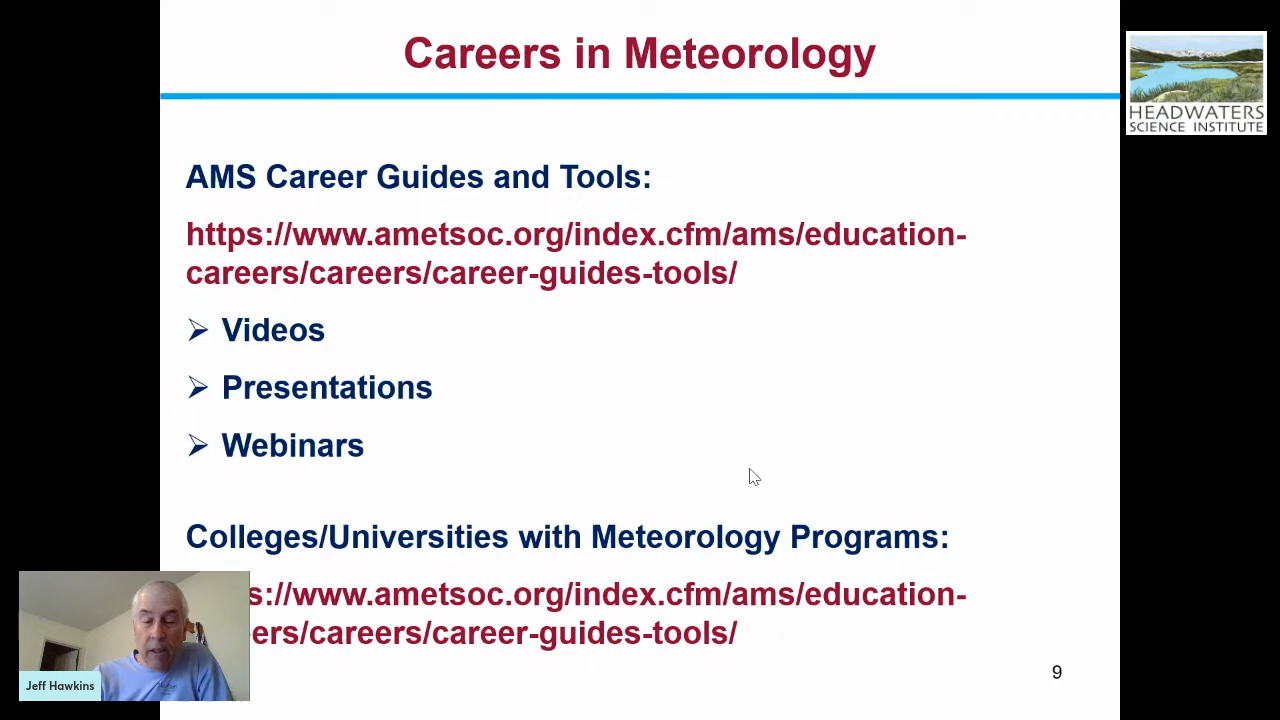 Careers in Meteorology
HEADWATERS
SCIENCE INSTITUTE
AMS Career Guides and Tools:
https://www.ametsoc.org/index.cfm/ams/education-
careers/careers/career-guides-tools/
Videos
Presentations
Webinars
Colleges/Universities with Meteorology Programs:
s://www.ametsoc.org/index.cfm/ams/education-
ers/careers/career-guides-tools/
Jeff Hawkins
9